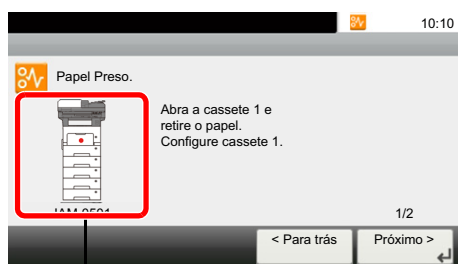 10:10
Papel Preso.
Abra a cassete 1 e
retire o papel.
Configure cassete 1.
1/2
< Para trás
Próximo >